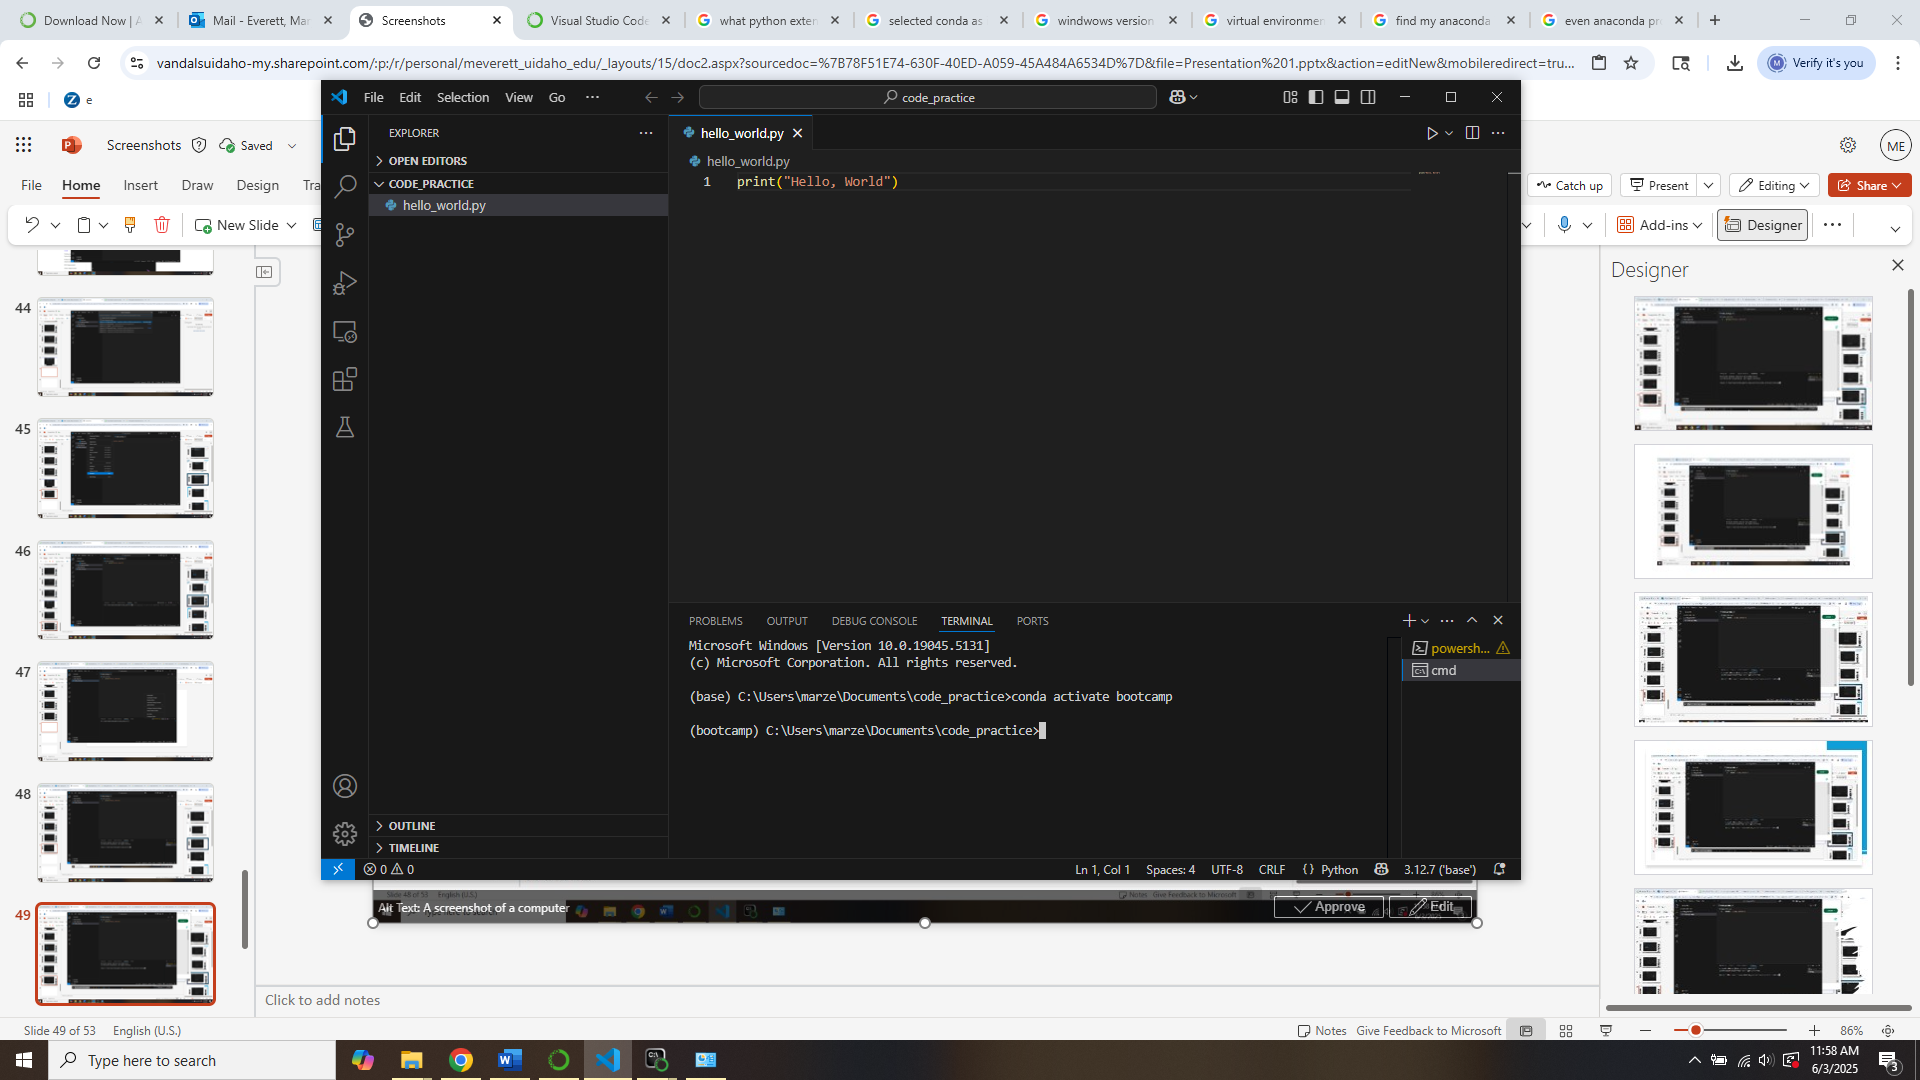 Download Now | A
Mail - Everett, Mar
Screenshots
Visual Studio Code
what python exten
selected conda as
windwows version
virtual environmen
find my anaconda
even anaconda pr
vandalsuidaho-my.sharepoint.com/:p:/r/personal/meverett_uidaho_edu/_layouts/15/doc2.aspx?sourcedoc=%7B78F51E74-630F-40ED-A059-45A484A6534D%7D&file=Presentation%201.pptx&action=editNew&mobileredirect=tru...
Verify it's you
e
File Edit Selection View Go ...
code_practice
Screenshots
Saved
ME
File Home Insert Draw Design Tra
Catch up
Present
Editing
Share
New Slide
Add-ins
Designer
EXPLORER
OPEN EDITORS
CODE_PRACTICE
hello_world.py
OUTLINE
TIMELINE
hello_world.py
hello_world.py
1 print("Hello, World")
PROBLEMS OUTPUT DEBUG CONSOLE TERMINAL PORTS
Microsoft Windows [Version 10.0.19045.5131]
(c) Microsoft Corporation. All rights reserved.
(base) C:\Users\marze\Documents\code_practice>conda activate bootcamp
(bootcamp) C:\Users\marze\Documents\code_practice>
powersh...
cmd
0 0
Ln 1, Col 1 Spaces: 4 UTF-8 CRLF {} Python 3.12.7 ('base')
Designer
44
45
46
47
48
49
Alt Text: A screenshot of a computer
Approve
Edit
Click to add notes
Slide 49 of 53 English (U.S.)
Notes Give Feedback to Microsoft
86%
Type here to search
11:58 AM
6/3/2025
3